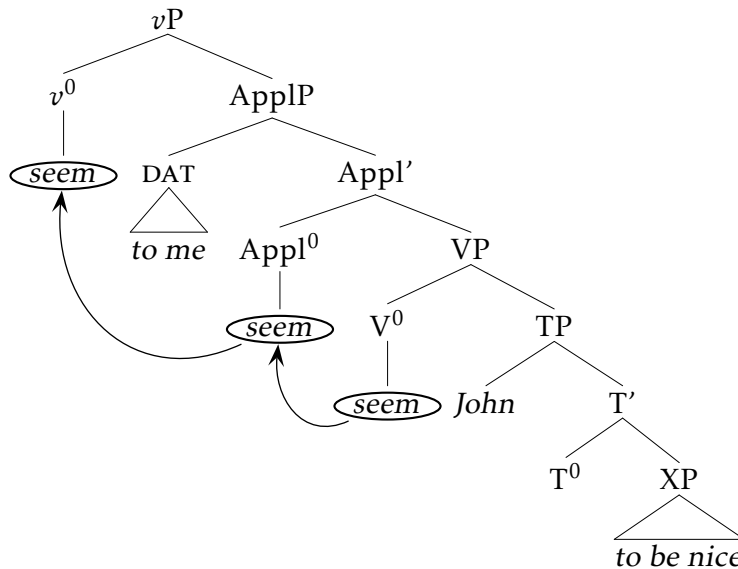 vP
v⁰ ApplP
seem DAT Appl’
to me Appl⁰ VP
seem V⁰ TP
seem John T’
T⁰ XP
to be nice